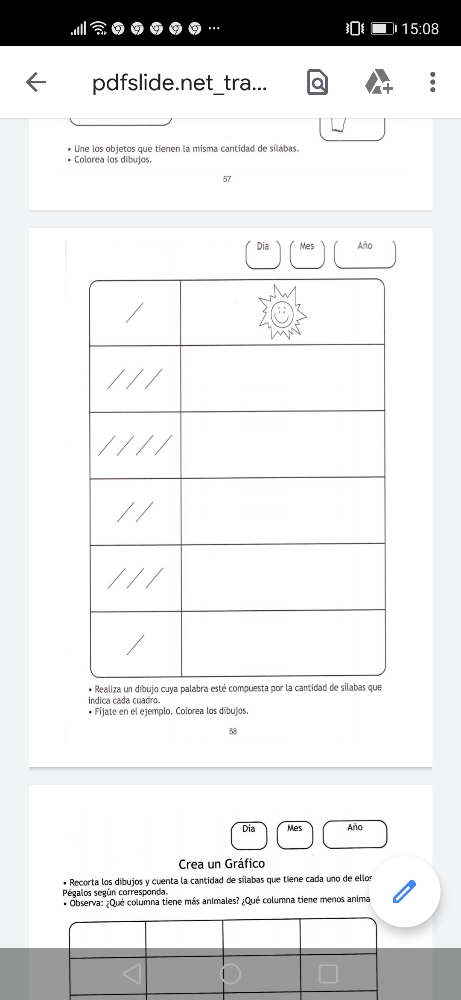 15:08
pdfslide.net_tra...
• Une los objetos que tienen la misma cantidad de sílabas.
• Colorea los dibujos.
57
Día Mes Año
• Realiza un dibujo cuya palabra esté compuesta por la cantidad de sílabas que
indica cada cuadro.
• Fíjate en el ejemplo. Colorea los dibujos.
58
Día Mes Año
Crea un Gráfico
• Recorta los dibujos y cuenta la cantidad de sílabas que tiene cada uno de ellos
Pégalos según corresponda.
• Observa: ¿Qué columna tiene más animales? ¿Qué columna tiene menos anima